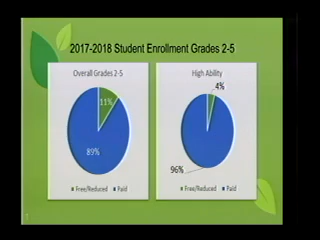 2017-2018 Student Enrollment Grades 2-5
Overall Grades 2-5
11%
89%
Free/Reduced Paid
High Ability
4%
96%
Free/Reduced Paid